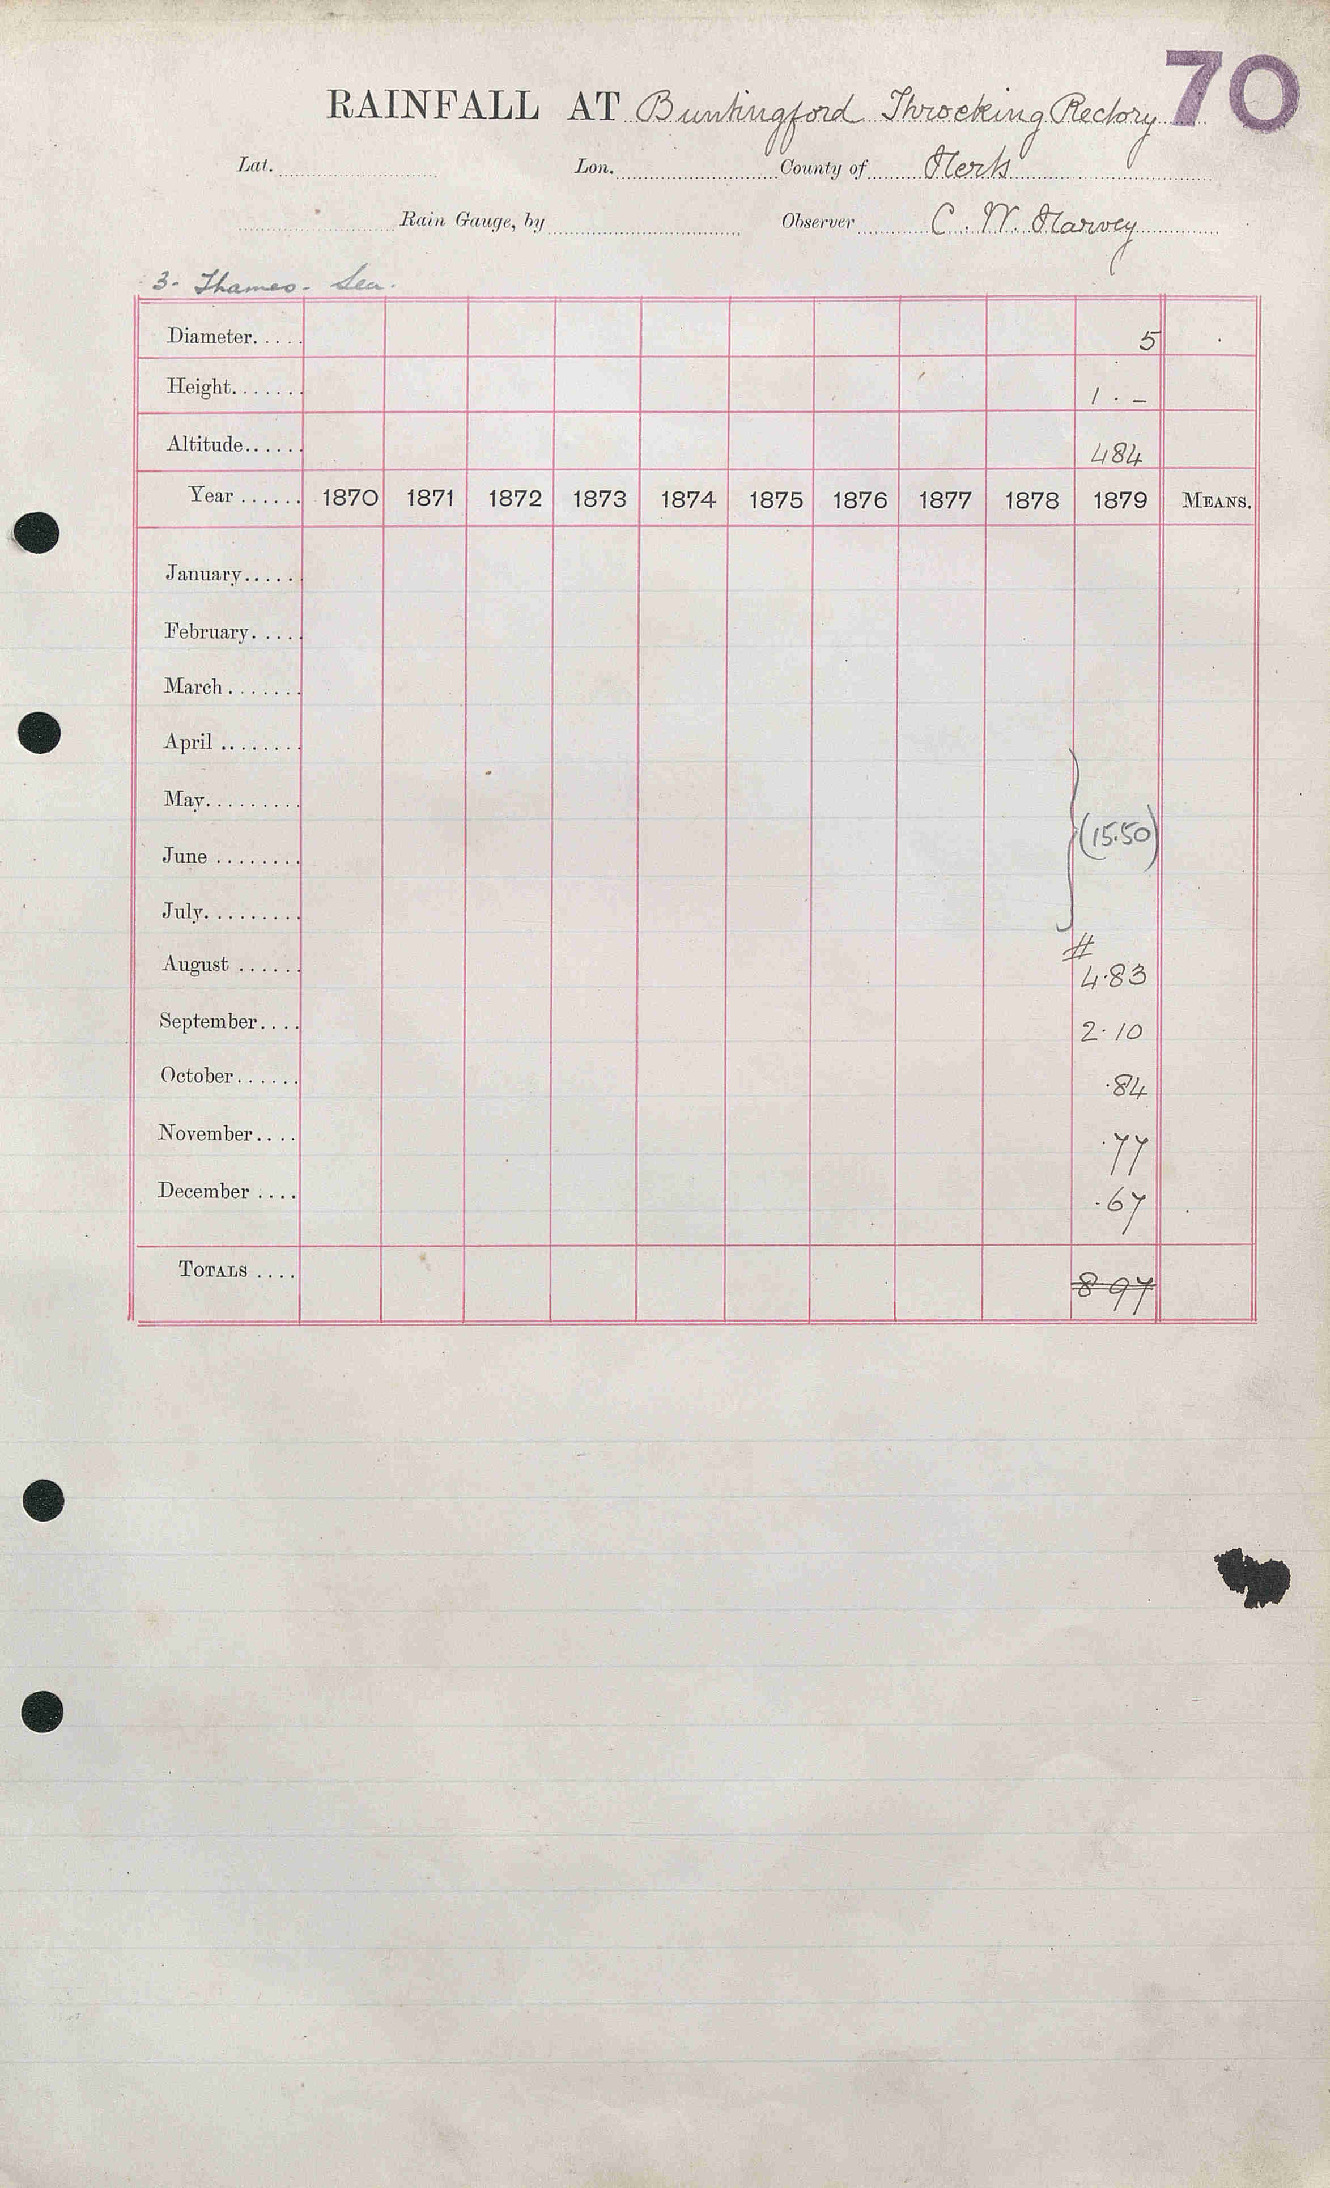 70
RAINFALL AT Buntingford Throcking Rectory
Lat. Lon. County of Herts
Rain Gauge, by Observer C. W. Harvey
3. Thames - Lea.
Diameter..... 5
Height....... 1 . –
Altitude...... 484
Year ...... 1870 1871 1872 1873 1874 1875 1876 1877 1878 1879 MEANS.
January......
February.....
March .......
April ........
May.........
(15.50)
June ........
July.........
#
August ...... 4.83
September.... 2.10
October...... .84
November.... .77
December .... .67
TOTALS .... 8 97